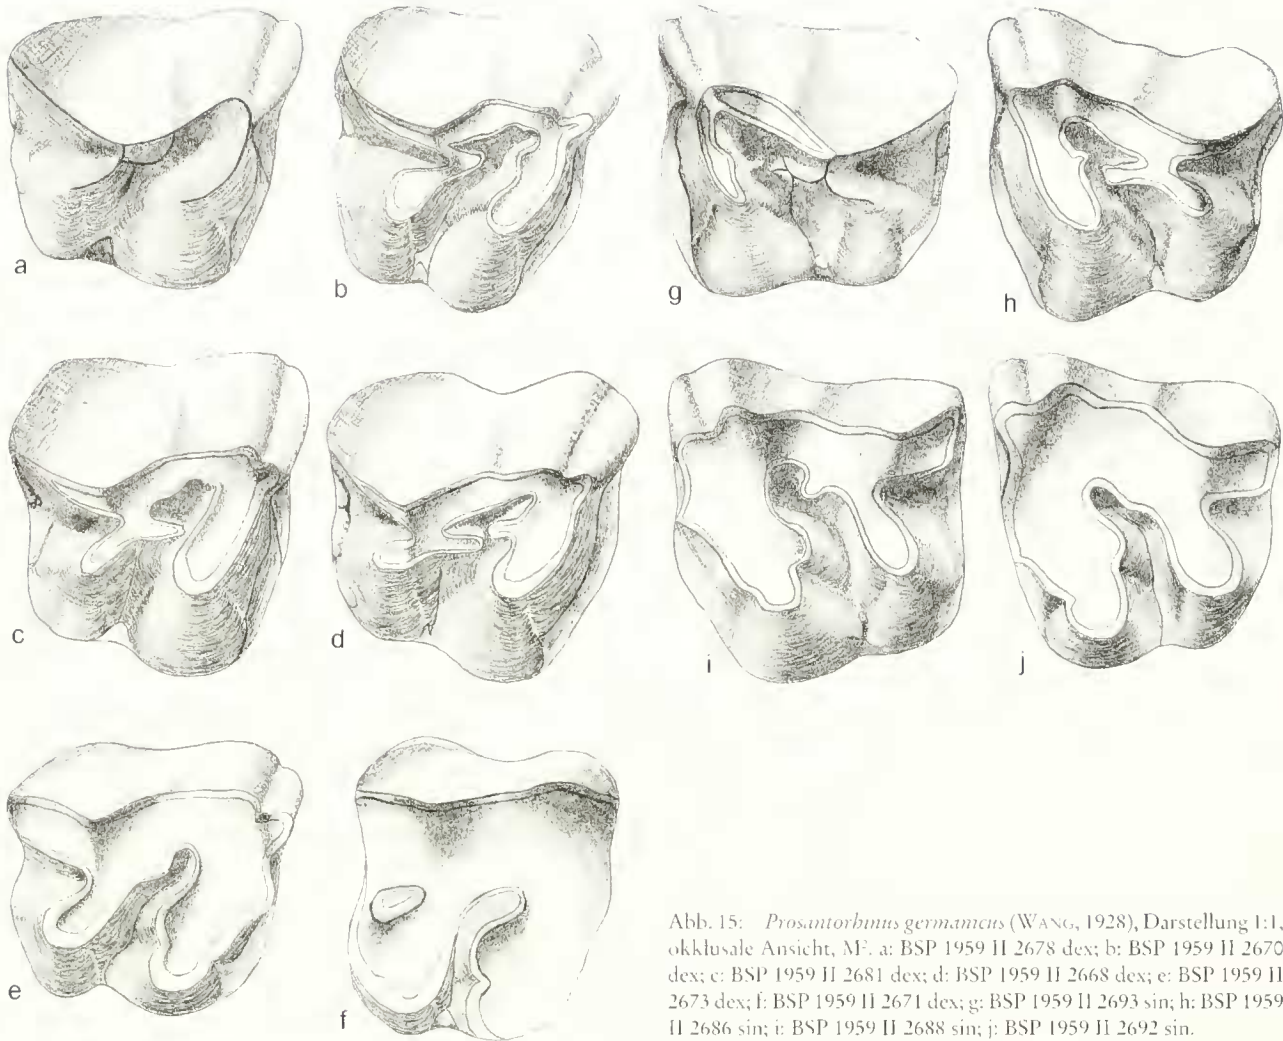 a
b
g
h
c
d
i
j
e
f
Abb. 15: Prosantorhinus germanicus (WANG, 1928), Darstellung 1:1,
okklusale Ansicht, M². a: BSP 1959 II 2678 dex; b: BSP 1959 II 2670
dex; c: BSP 1959 II 2681 dex; d: BSP 1959 II 2668 dex; e: BSP 1959 II
2673 dex; f: BSP 1959 II 2671 dex; g: BSP 1959 II 2693 sin; h: BSP 1959
II 2686 sin; i: BSP 1959 II 2688 sin; j: BSP 1959 II 2692 sin.